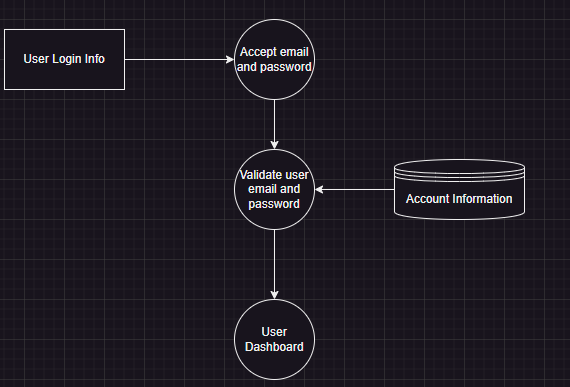 User Login Info
Accept email
and password
Validate user
email and
password
Account Information
User
Dashboard